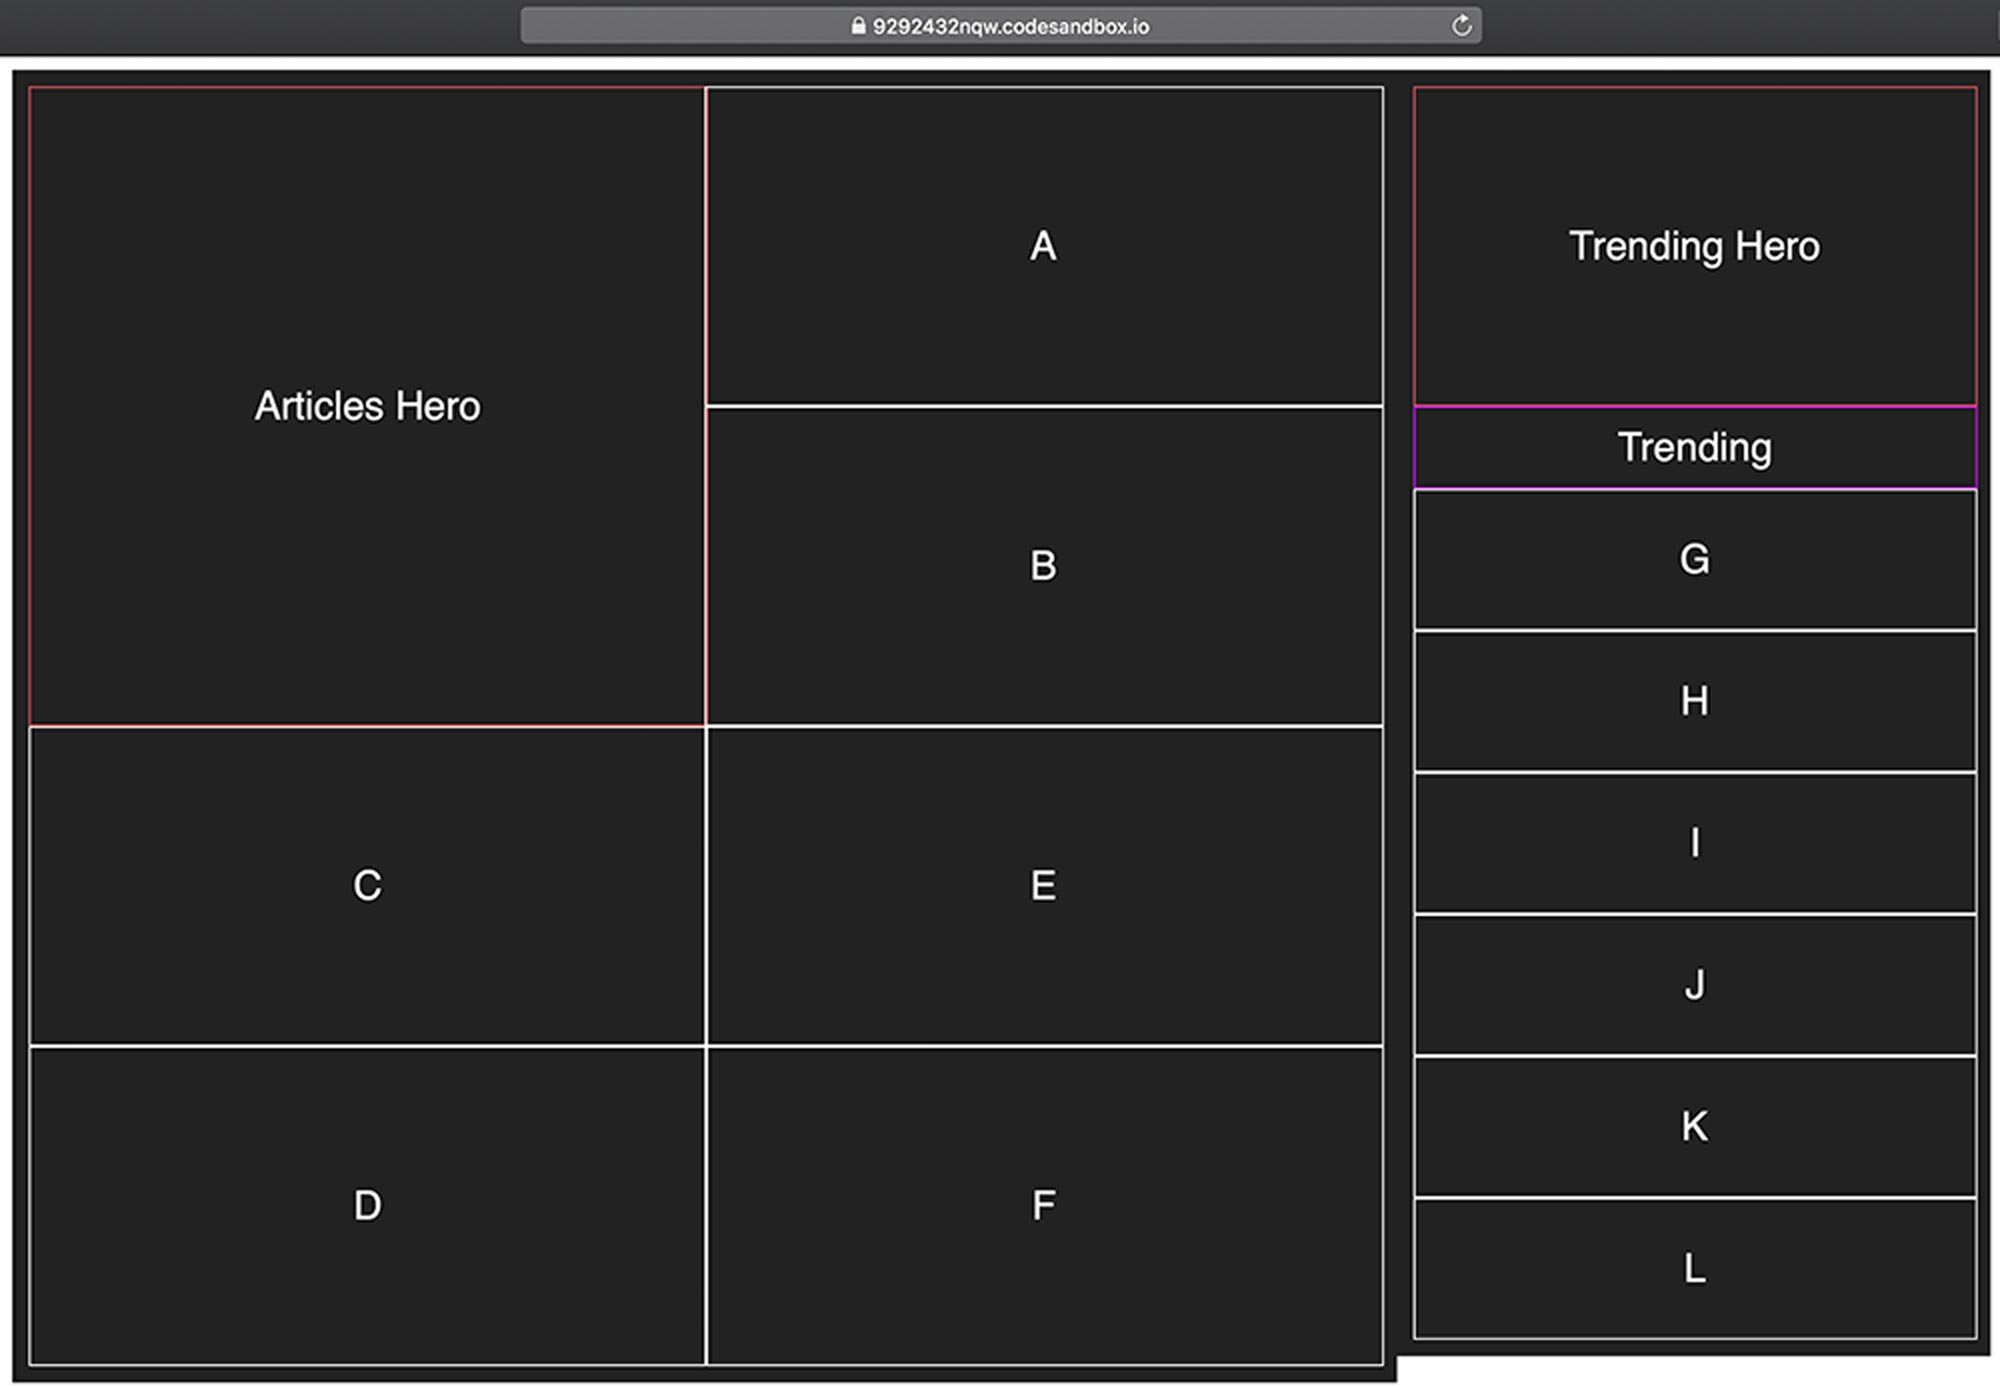 9292432nqw.codesandbox.io
Articles Hero
A
B
C
E
D
F
Trending Hero
Trending
G
H
I
J
K
L